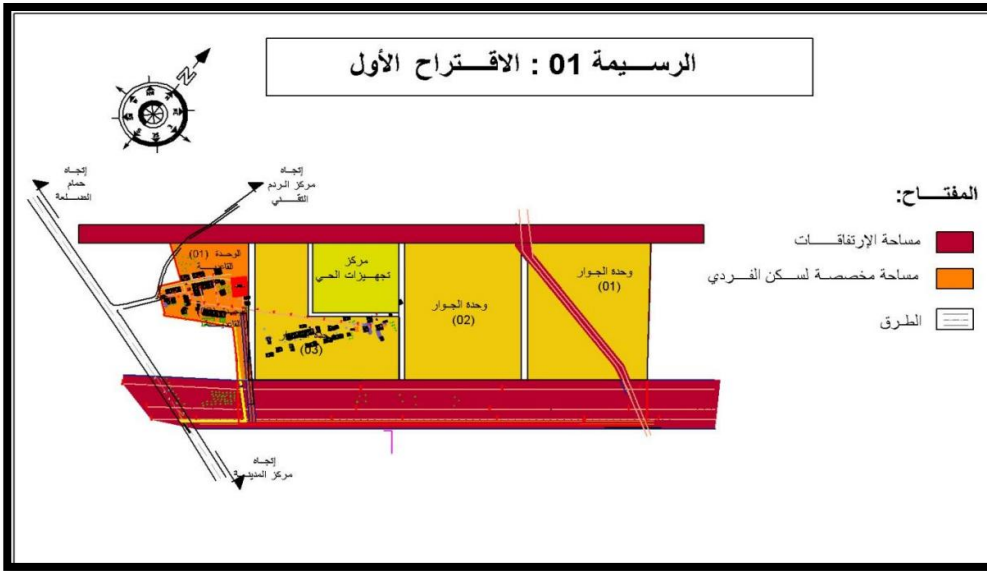 الرسيمة 01 : الاقتراح الأول
N
إتجاه
حمام
الضلعة
إتجاه
مركز الردم
التقني
المفتاح:
مساحة الإرتفاقات
مساحة مخصصة لسكن الفردي
الطرق
الوحدة (01)
القاعدية
مركز
تجهيزات الحي
وحدة الجوار
(01)
وحدة الجوار
(02)
(03)
إتجاه
مركز المدينة